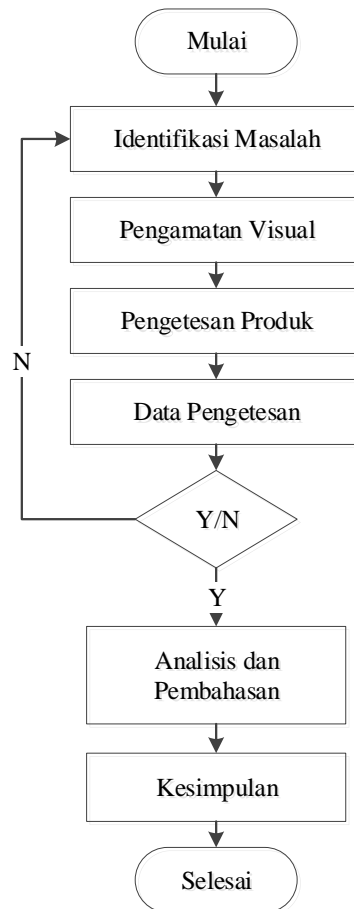 Mulai
Identifikasi Masalah
Pengamatan Visual
Pengetesan Produk
N
Data Pengetesan
Y/N
Y
Analisis dan
Pembahasan
Kesimpulan
Selesai